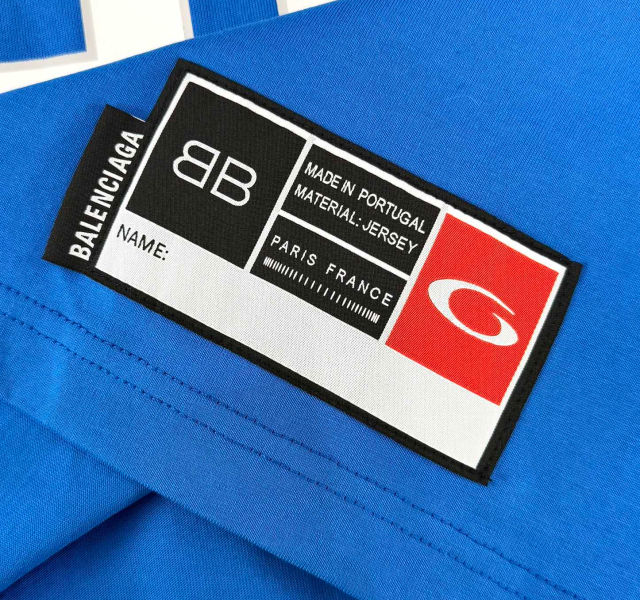 BALENCIAGA
BB
MADE IN PORTUGAL
MATERIAL: JERSEY
PARIS FRANCE
G
NAME: